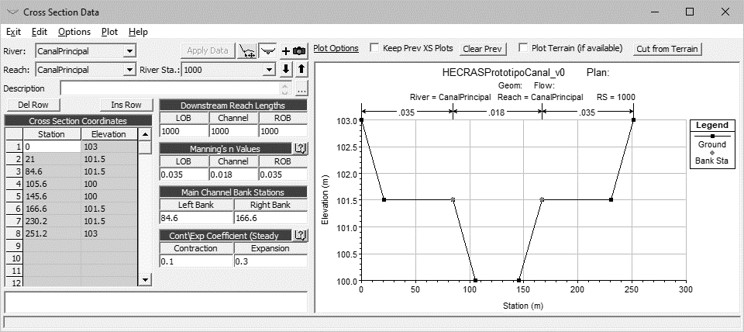 Cross Section Data
Exit Edit Options Plot Help
River: CanalPrincipal Apply Data + Plot Options Keep Prev XS Plots Clear Prev Plot Terrain (if available) Cut from Terrain
Reach: CanalPrincipal River Sta.: 1000
Description ...
Del Row Ins Row
Cross Section Coordinates
Station Elevation
1 0 103
2 21 101.5
3 84.6 101.5
4 105.6 100
5 145.6 100
6 166.6 101.5
7 230.2 101.5
8 251.2 103
9
10
11
12
Downstream Reach Lengths
LOB Channel ROB
1000 1000 1000
Manning's n Values ?
LOB Channel ROB
0.035 0.018 0.035
Main Channel Bank Stations
Left Bank Right Bank
84.6 166.6
Cont\Exp Coefficient (Steady ?
Contraction Expansion
0.1 0.3
HECRASPrototipoCanal_v0 Plan:
Geom: Flow:
River = CanalPrincipal Reach = CanalPrincipal RS = 1000
.035 .018 .035
103.0
102.5
102.0
101.5
101.0
100.5
100.0
Elevation (m)
0 50 100 150 200 250 300
Station (m)
Legend
Ground
Bank Sta